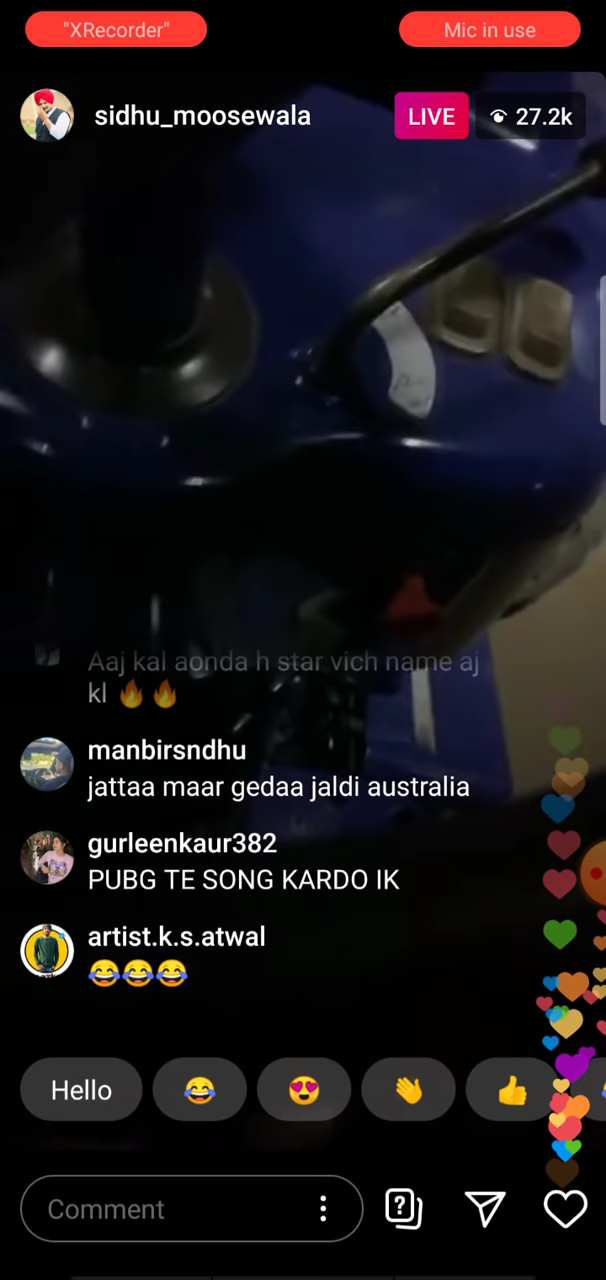 "XRecorder"
Mic in use
sidhu_moosewala
LIVE
27.2k
Aaj kal aonda h star vich name aj
kl 🔥🔥
manbirsndhu
jattaa maar gedaa jaldi australia
gurleenkaur382
PUBG TE SONG KARDO IK
artist.k.s.atwal
😂😂😂
Hello 😂 😍 👋 👍
Comment